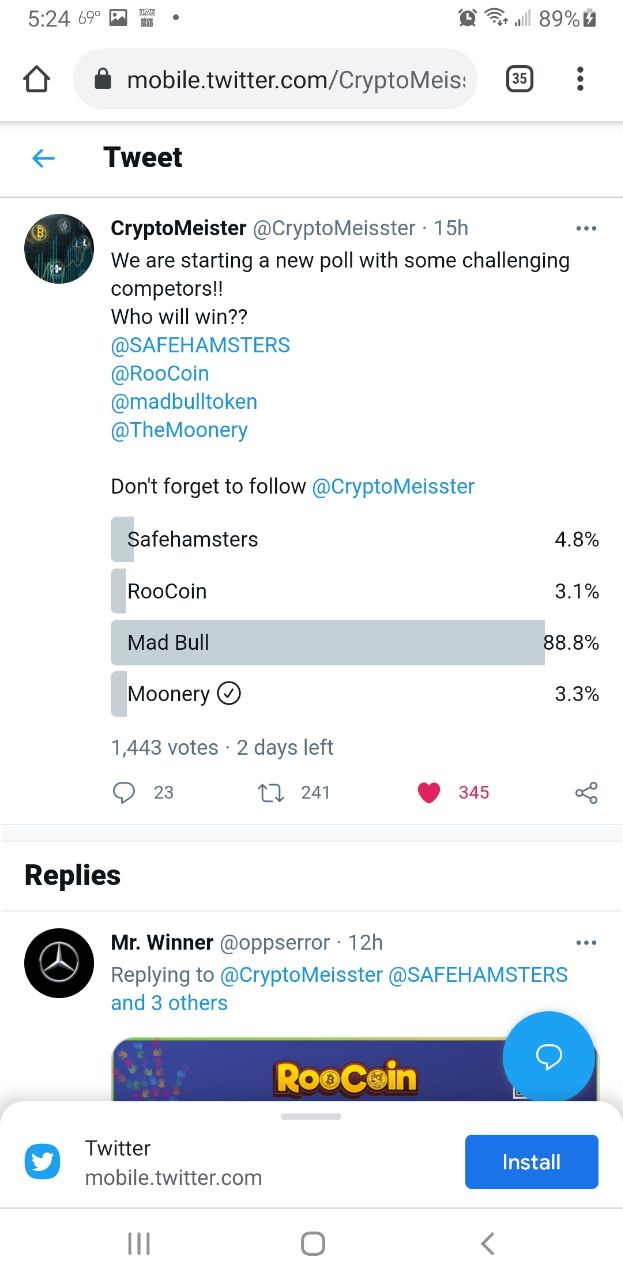 5:24 69°
89%
mobile.twitter.com/CryptoMeis
35
Tweet
CryptoMeister @CryptoMeisster · 15h
We are starting a new poll with some challenging
competors!!
Who will win??
@SAFEHAMSTERS
@RooCoin
@madbulltoken
@TheMoonery
Don't forget to follow @CryptoMeisster
Safehamsters 4.8%
RooCoin 3.1%
Mad Bull 88.8%
Moonery 3.3%
1,443 votes · 2 days left
23 241 345
Replies
Mr. Winner @oppserror · 12h
Replying to @CryptoMeisster @SAFEHAMSTERS
and 3 others
RooCoin
Twitter
mobile.twitter.com
Install